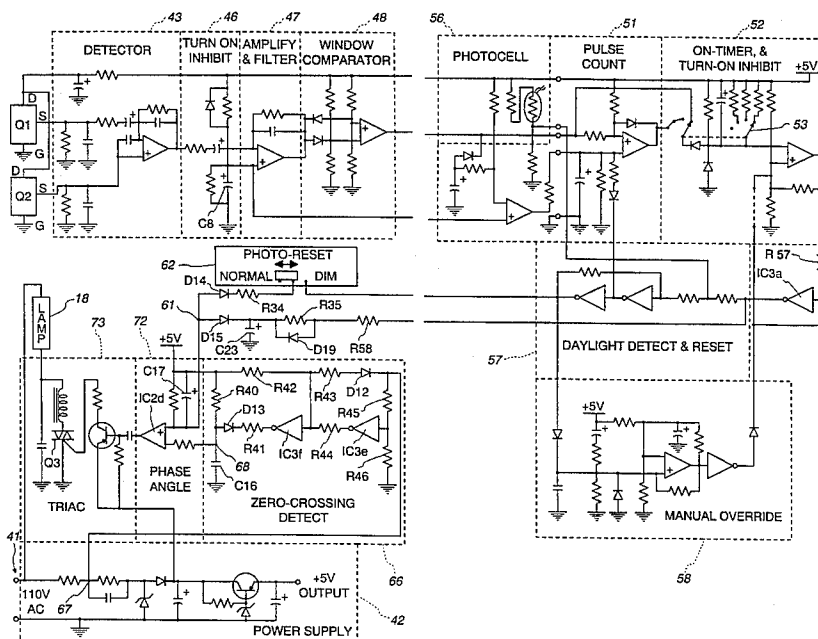 43
46
47
48
56
51
52
DETECTOR
TURN ON
INHIBIT
AMPLIFY
& FILTER
WINDOW
COMPARATOR
PHOTOCELL
PULSE
COUNT
ON-TIMER, &
TURN-ON INHIBIT
+5V
D
Q1
S
G
D
Q2
S
G
C8
53
PHOTO-RESET
62
NORMAL
DIM
D14
R34
61
R35
D15
C23
D19
R58
R 57
IC3a
57
DAYLIGHT DETECT & RESET
LAMP
18
73
72
+5V
C17
IC2d
R40
R42
R43
D12
R45
D13
R41
IC3f
R44
IC3e
R46
68
C16
Q3
TRIAC
PHASE
ANGLE
ZERO-CROSSING
DETECT
+5V
MANUAL OVERRIDE
58
41
110V
AC
67
+5V
OUTPUT
66
42
POWER SUPPLY